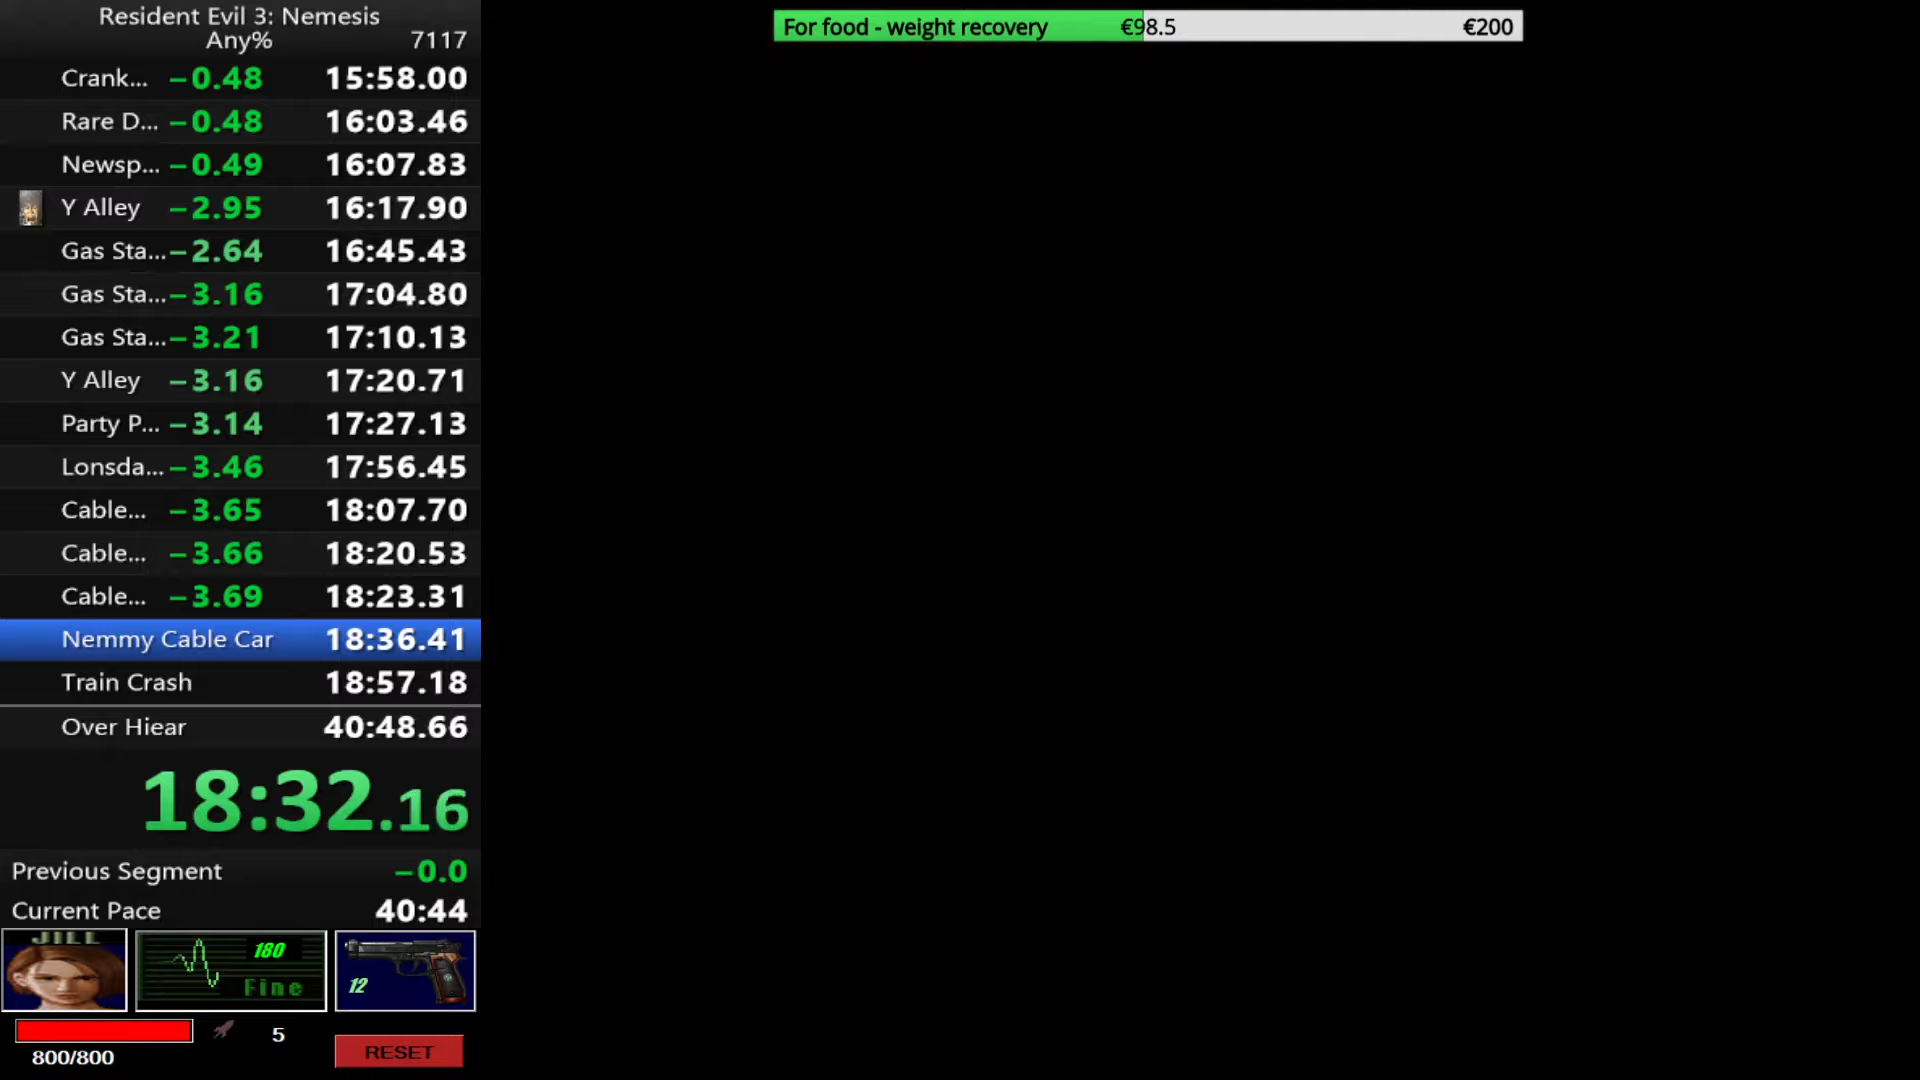 Resident Evil 3: Nemesis
Any% 7117
Crank... −0.48 15:58.00
Rare D... −0.48 16:03.46
Newsp... −0.49 16:07.83
Y Alley −2.95 16:17.90
Gas Sta... −2.64 16:45.43
Gas Sta... −3.16 17:04.80
Gas Sta... −3.21 17:10.13
Y Alley −3.16 17:20.71
Party P... −3.14 17:27.13
Lonsda... −3.46 17:56.45
Cable... −3.65 18:07.70
Cable... −3.66 18:20.53
Cable... −3.69 18:23.31
Nemmy Cable Car 18:36.41
Train Crash 18:57.18
Over Hiear 40:48.66
18:32.16
Previous Segment −0.0
Current Pace 40:44
JILL
180
Fine
12
5
800/800
RESET
For food - weight recovery €98.5 €200